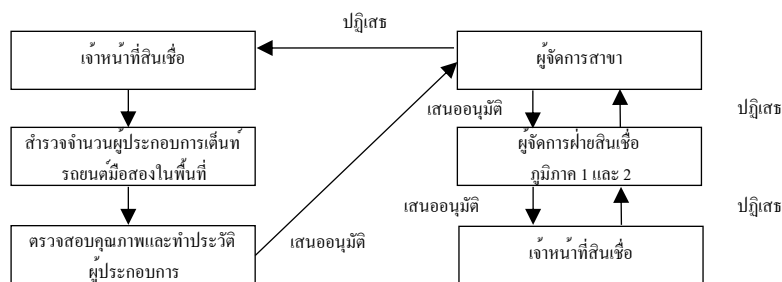 ปฏิเสธ
เจ้าหน้าที่สินเชื่อ
ผู้จัดการสาขา
เสนออนุมัติ
ปฏิเสธ
สำรวจจำนวนผู้ประกอบการเต็นท์
รถยนต์มือสองในพื้นที่
ผู้จัดการฝ่ายสินเชื่อ
ภูมิภาค 1 และ 2
เสนออนุมัติ
ปฏิเสธ
ตรวจสอบคุณภาพและทำประวัติ
ผู้ประกอบการ
เสนออนุมัติ
เจ้าหน้าที่สินเชื่อ